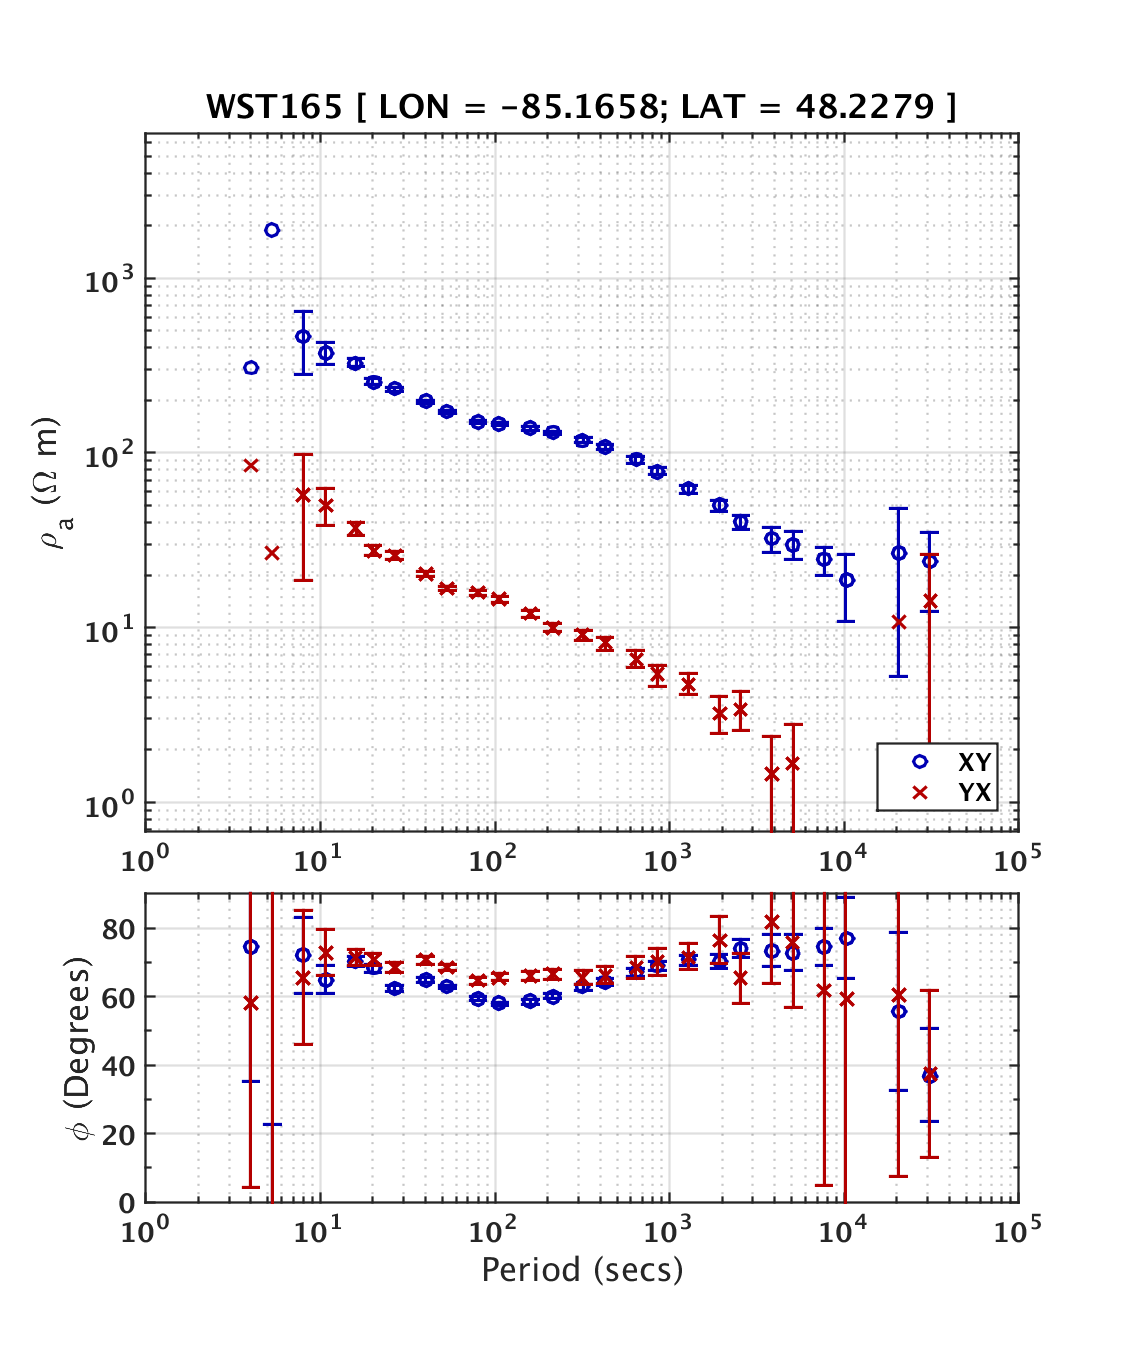 WST165 [ LON = −85.1658; LAT = 48.2279 ]
10³
10²
10¹
10⁰
ρa (Ω m)
XY
YX
10⁰ 10¹ 10² 10³ 10⁴ 10⁵
80
60
40
20
0
ϕ (Degrees)
10⁰ 10¹ 10² 10³ 10⁴ 10⁵
Period (secs)